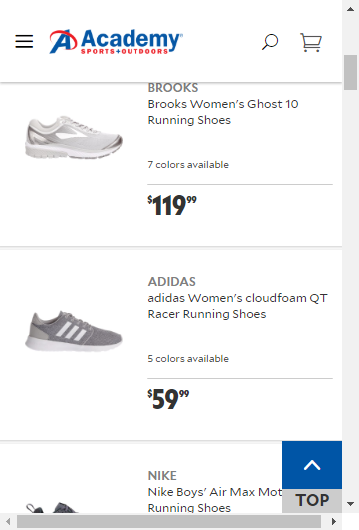 Academy
SPORTS+OUTDOORS
BROOKS
Brooks Women's Ghost 10
Running Shoes
7 colors available
$119.99
ADIDAS
adidas Women's cloudfoam QT
Racer Running Shoes
5 colors available
$59.99
NIKE
Nike Boys' Air Max Mot
Running Shoes
TOP